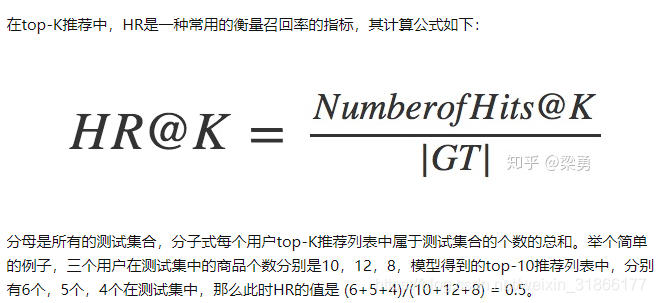 在top-K推荐中，HR是一种常用的衡量召回率的指标，其计算公式如下：
HR@K = NumberofHits@K / |GT|
知乎 @梁勇
分母是所有的测试集合，分子式每个用户top-K推荐列表中属于测试集合的个数的总和。举个简单
的例子，三个用户在测试集中的商品个数分别是10，12，8，模型得到的top-10推荐列表中，分别
有6个，5个，4个在测试集中，那么此时HR的值是 (6+5+4)/(10+12+8) = 0.5。
weixin_31866177